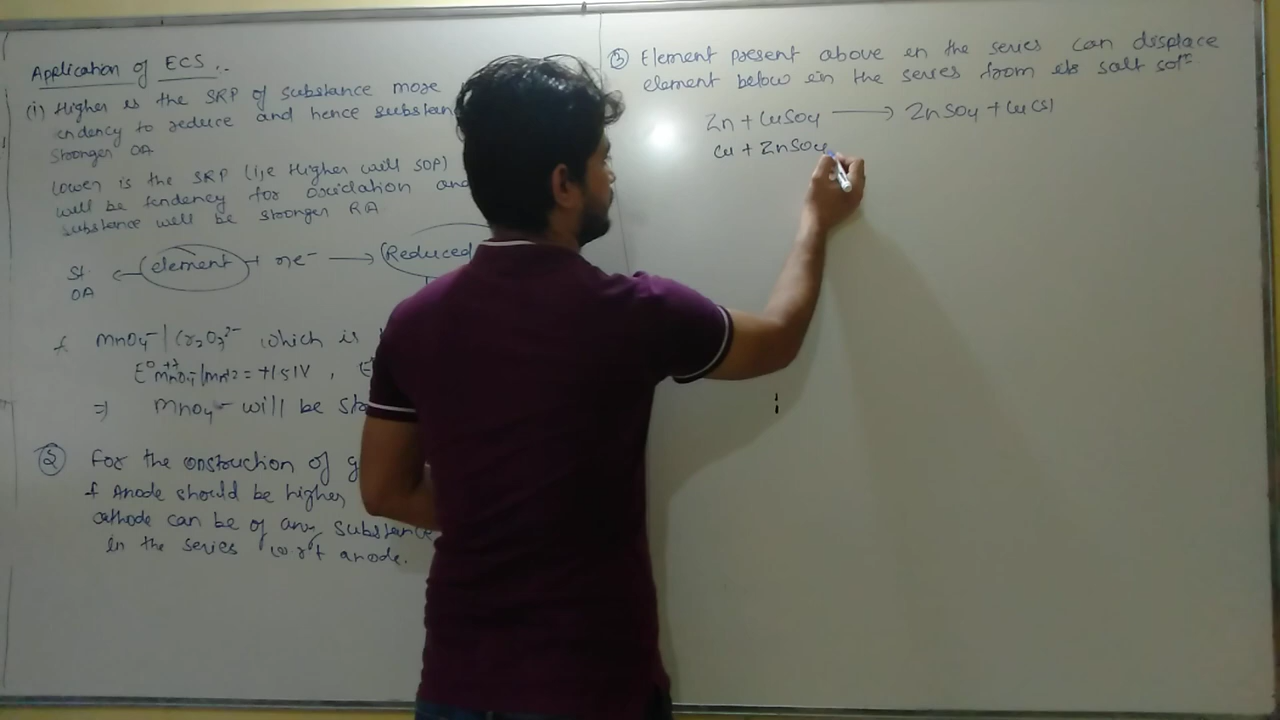 Application of ECS :-
(i) Higher is the SRP of substance more
endency to reduce and hence substan
Stronger OA
Lower is the SRP (i,e Higher will SOP)
will be tendency for oxidation and
substance will be stronger RA
element + ne⁻ → Reduced
St. OA
f MnO4⁻ | Cr2O7²⁻ which is
E° MnO4⁻|Mn+2 = +1.51V , E
⇒ MnO4⁻ will be st
② For the onstruction of g
f Anode should be higher
cathode can be of any substance
in the series w.r.t anode.
③ Element present above in the series can displace
element below in the series from its salt solⁿ
Zn + CuSO4 → ZnSO4 + Cu(s)
Cu + ZnSO4